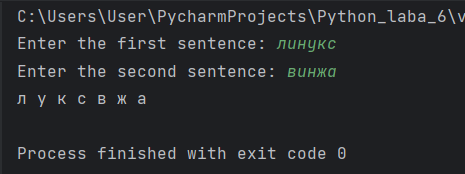 C:\Users\User\PycharmProjects\Python_laba_6\v
Enter the first sentence: линукс
Enter the second sentence: винжа
л у к с в ж а
Process finished with exit code 0